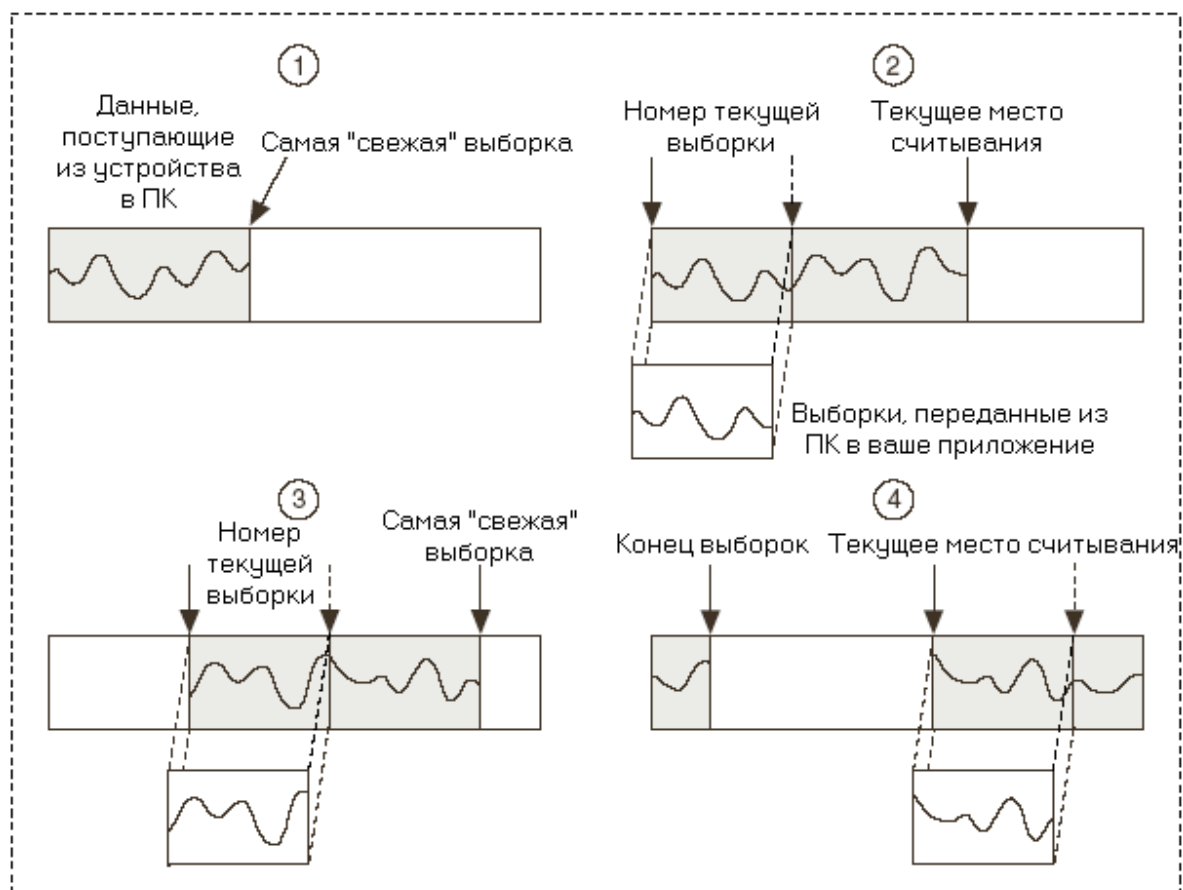 1
Данные,
поступающие
из устройства
в ПК
Самая "свежая" выборка
2
Номер текущей
выборки
Текущее место
считывания
Выборки, переданные из
ПК в ваше приложение
3
Номер
текущей
выборки
Самая "свежая"
выборка
4
Конец выборок
Текущее место считывания